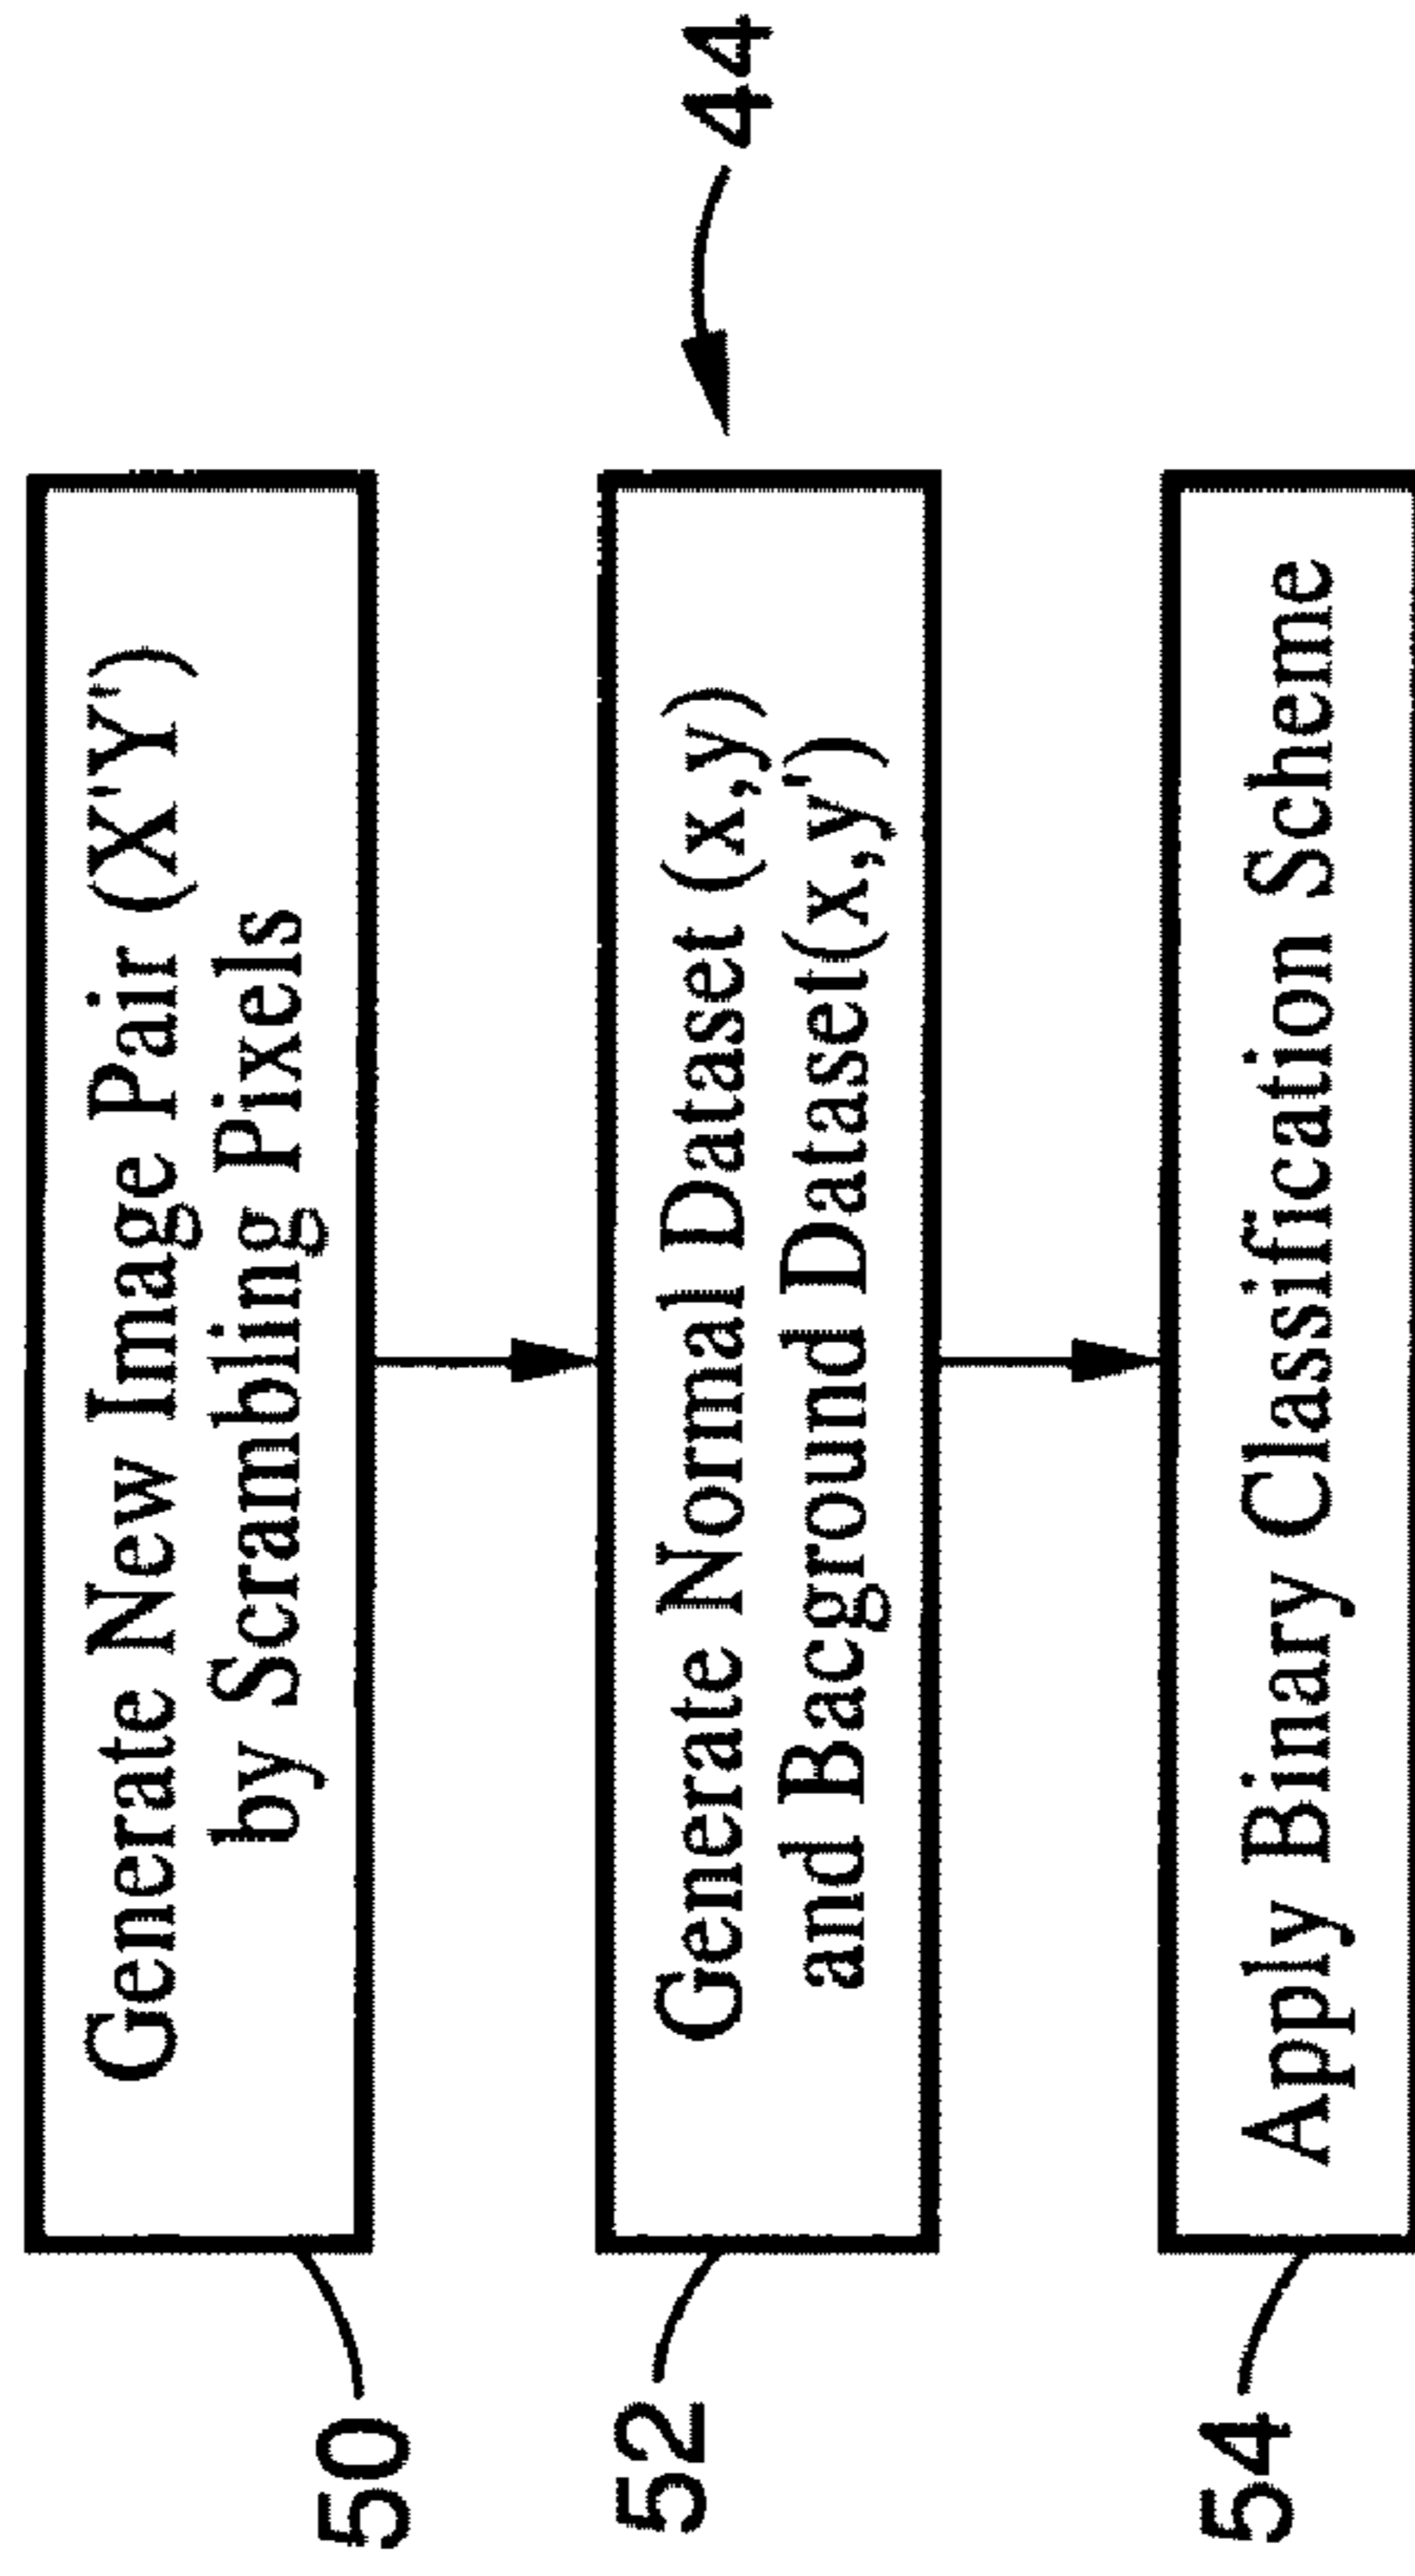 44
Generate New Image Pair (X'Y')
by Scrambling Pixels
50
Generate Normal Dataset (x,y)
and Bacground Dataset(x,y')
52
Apply Binary Classification Scheme
54